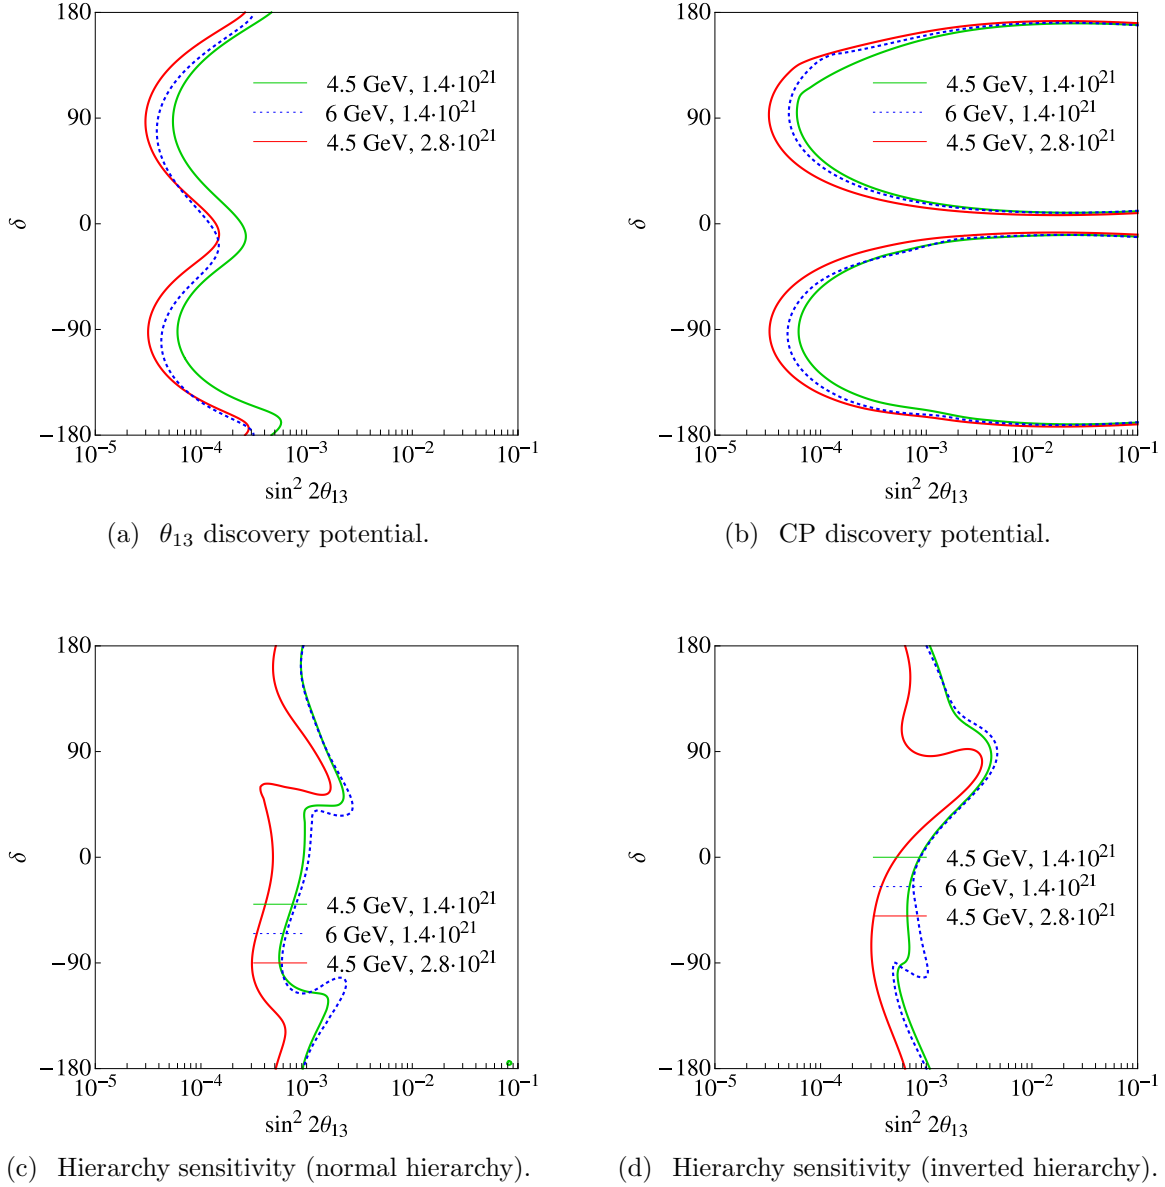 180
90
0
−90
−180
δ
4.5 GeV, 1.4·10²¹
6 GeV, 1.4·10²¹
4.5 GeV, 2.8·10²¹
10⁻⁵ 10⁻⁴ 10⁻³ 10⁻² 10⁻¹
sin² 2θ₁₃
(a) θ₁₃ discovery potential.
180
90
0
−90
−180
δ
4.5 GeV, 1.4·10²¹
6 GeV, 1.4·10²¹
4.5 GeV, 2.8·10²¹
10⁻⁵ 10⁻⁴ 10⁻³ 10⁻² 10⁻¹
sin² 2θ₁₃
(b) CP discovery potential.
180
90
0
−90
−180
δ
4.5 GeV, 1.4·10²¹
6 GeV, 1.4·10²¹
4.5 GeV, 2.8·10²¹
10⁻⁵ 10⁻⁴ 10⁻³ 10⁻² 10⁻¹
sin² 2θ₁₃
(c) Hierarchy sensitivity (normal hierarchy).
180
90
0
−90
−180
δ
4.5 GeV, 1.4·10²¹
6 GeV, 1.4·10²¹
4.5 GeV, 2.8·10²¹
10⁻⁵ 10⁻⁴ 10⁻³ 10⁻² 10⁻¹
sin² 2θ₁₃
(d) Hierarchy sensitivity (inverted hierarchy).